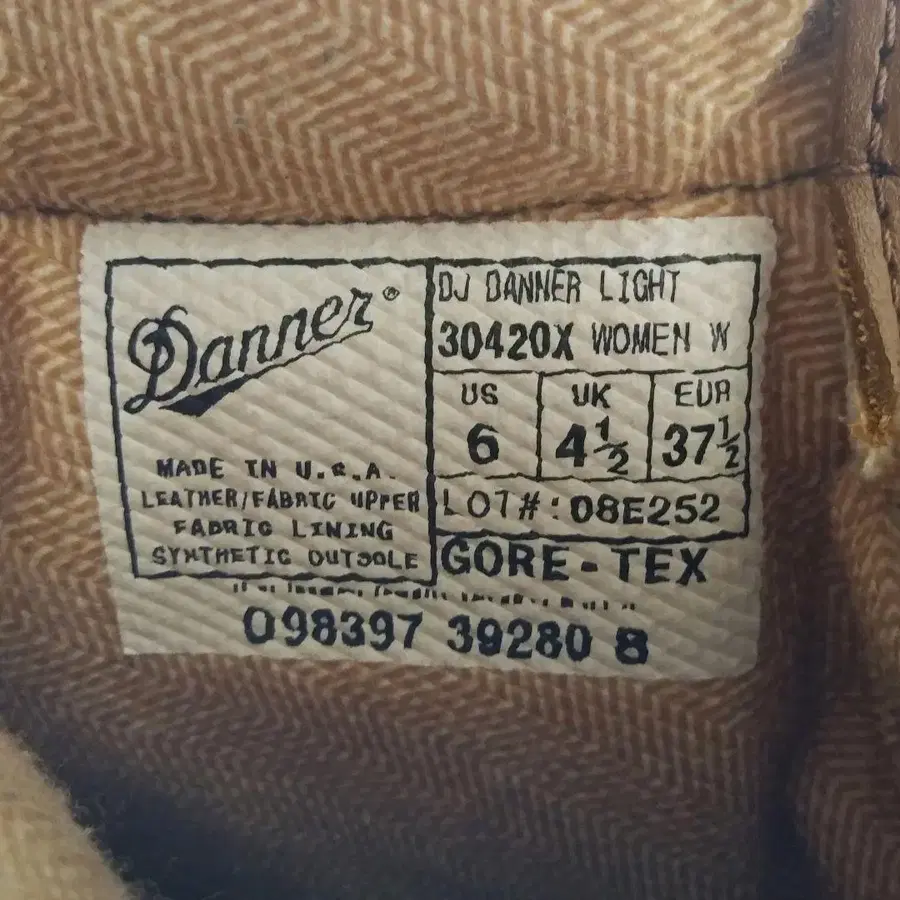 Danner®
MADE IN U.S.A.
LEATHER/FABRIC UPPER
FABRIC LINING
SYNTHETIC OUTSOLE
DJ DANNER LIGHT
30420X WOMEN W
US UK EUR
6 4½ 37½
LOT#:08E252
GORE-TEX
098397 39280 8